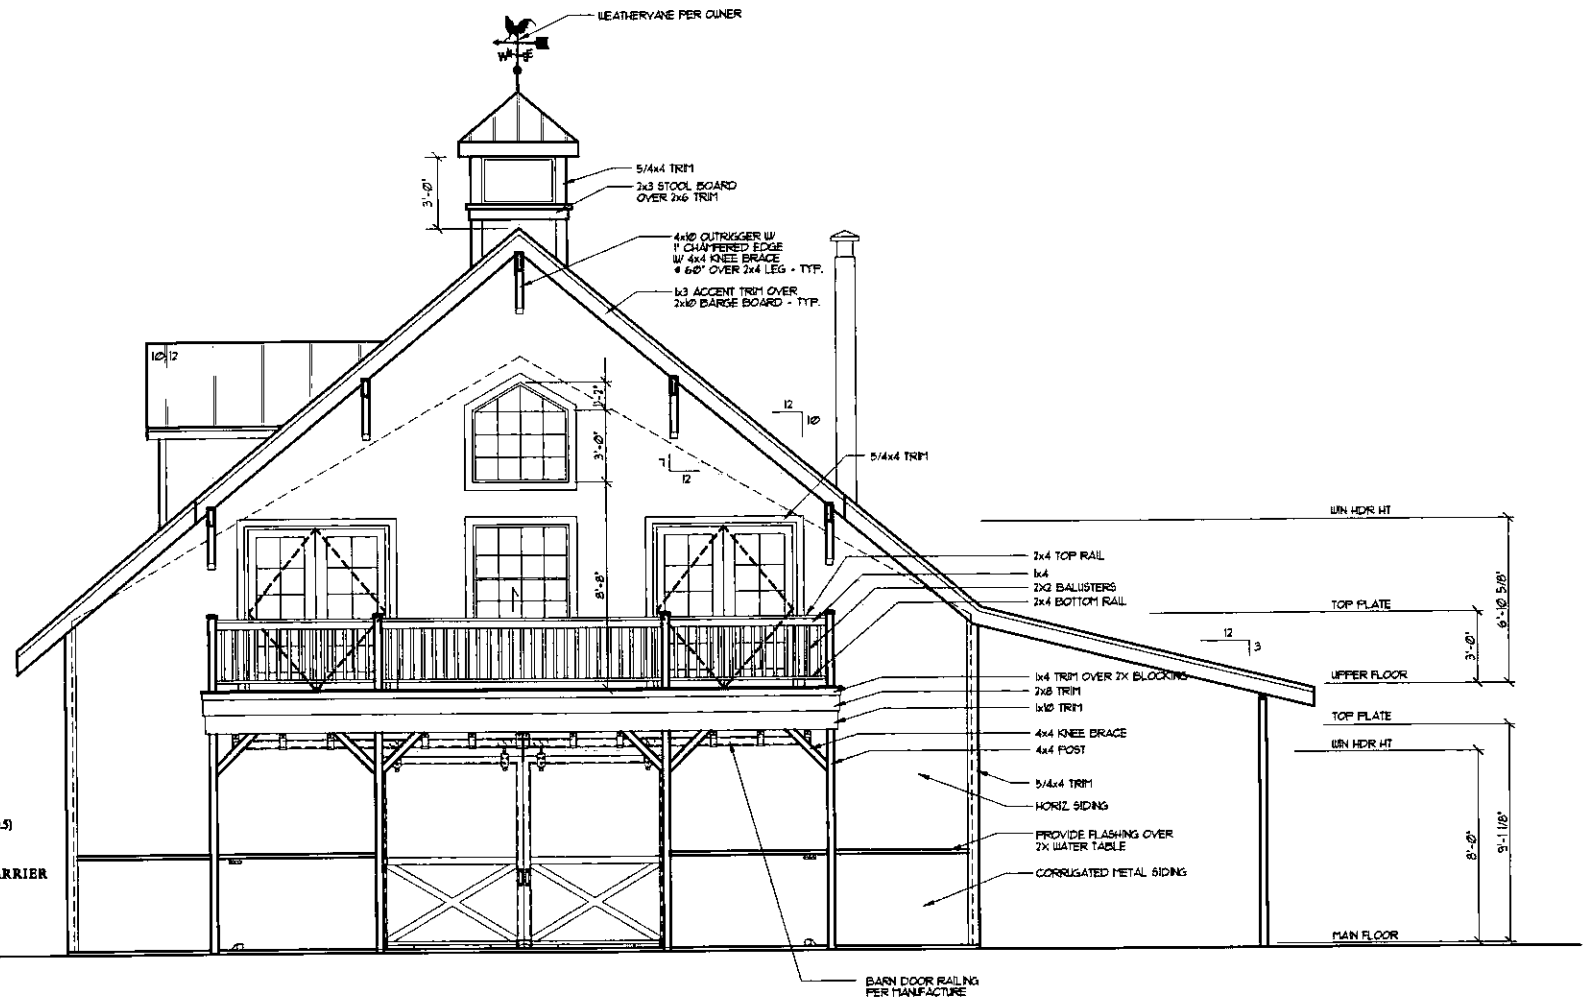 WEATHERVANE PER OWNER
W N S E
5/4x4 TRIM
2x3 STOOL BOARD
OVER 2x6 TRIM
3'-0"
4x10 OUTRIGGER W/
1" CHAMFERED EDGE
W/ 4x4 KNEE BRACE
@ 60° OVER 2x4 LEG - TYP.
1x3 ACCENT TRIM OVER
2x10 BARGE BOARD - TYP.
10 12
1'-2"
12
10
3'-0"
5/4x4 TRIM
7
12
WIN HDR HT
2x4 TOP RAIL
1x4
2x2 BALUSTERS
2x4 BOTTOM RAIL
8'-8"
TOP PLATE
6'-10 5/8"
12
3
3'-0"
1x4 TRIM OVER 2X BLOCKING
UPPER FLOOR
2x8 TRIM
1x10 TRIM
TOP PLATE
4x4 KNEE BRACE
WIN HDR HT
4x4 POST
5/4x4 TRIM
HORIZ SIDING
.5)
PROVIDE FLASHING OVER
2X WATER TABLE
8'-0"
9'-1 1/8"
ARRIER
CORRUGATED METAL SIDING
MAIN FLOOR
BARN DOOR RAILING
PER MANUFACTURE